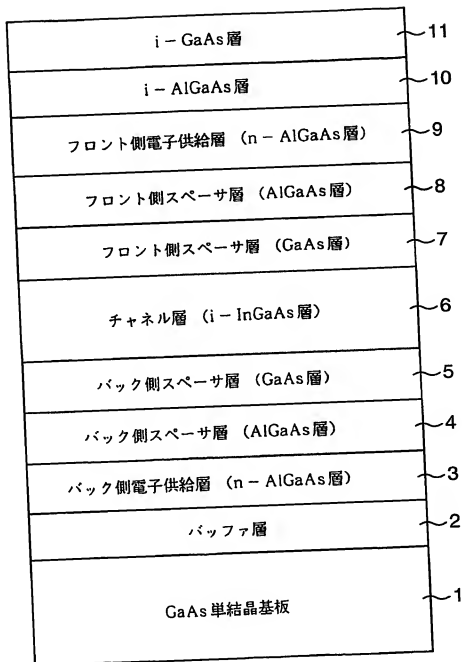 i－GaAs層 11
i－AlGaAs層 10
フロント側電子供給層（n－AlGaAs層） 9
フロント側スペーサ層（AlGaAs層） 8
フロント側スペーサ層（GaAs層） 7
チャネル層（i－InGaAs層） 6
バック側スペーサ層（GaAs層） 5
バック側スペーサ層（AlGaAs層） 4
バック側電子供給層（n－AlGaAs層） 3
バッファ層 2
GaAs単結晶基板 1